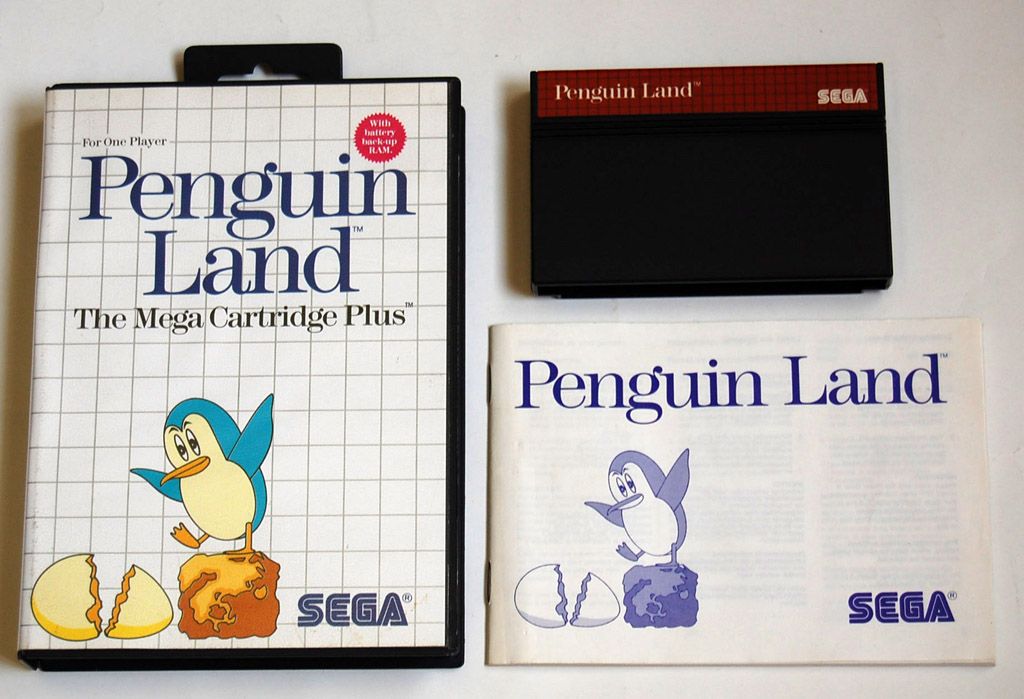 For One Player
With
battery
back-up
RAM.
Penguin
Land™
The Mega Cartridge Plus™
SEGA®
Penguin Land™
SEGA
Penguin Land™
SEGA®